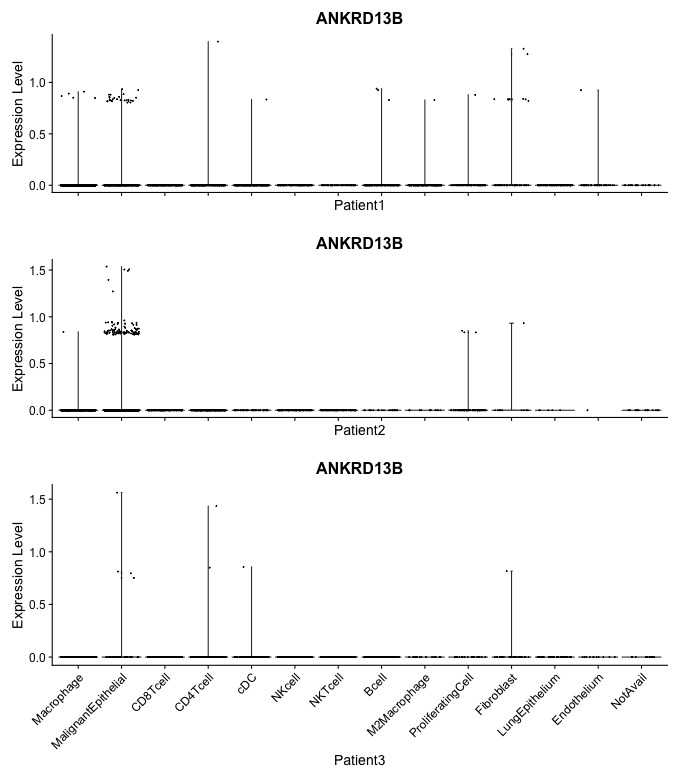 ANKRD13B
Expression Level
1.0
0.5
0.0
Patient1
ANKRD13B
Expression Level
1.5
1.0
0.5
0.0
Patient2
ANKRD13B
Expression Level
1.5
1.0
0.5
0.0
Macrophage
MalignantEpithelial
CD8Tcell
CD4Tcell
cDC
NKcell
NKTcell
Bcell
M2Macrophage
ProliferatingCell
Fibroblast
LungEpithelium
Endothelium
NotAvail
Patient3